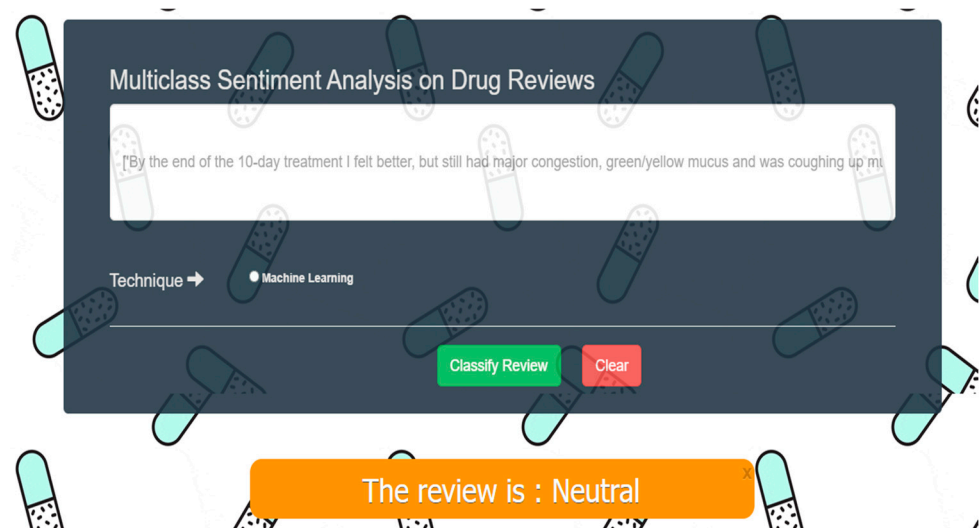 Multiclass Sentiment Analysis on Drug Reviews
["By the end of the 10-day treatment I felt better, but still had major congestion, green/yellow mucus and was coughing up
Technique ➔ Machine Learning
Classify Review Clear
The review is : Neutral x